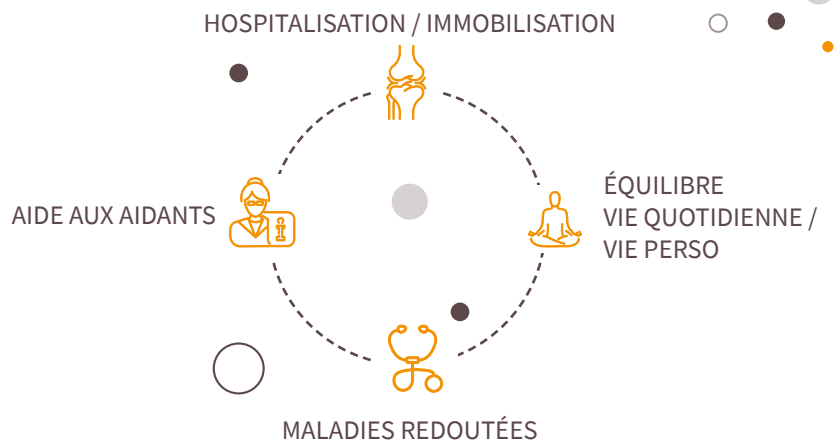 HOSPITALISATION / IMMOBILISATION
AIDE AUX AIDANTS
ÉQUILIBRE
VIE QUOTIDIENNE /
VIE PERSO
MALADIES REDOUTÉES